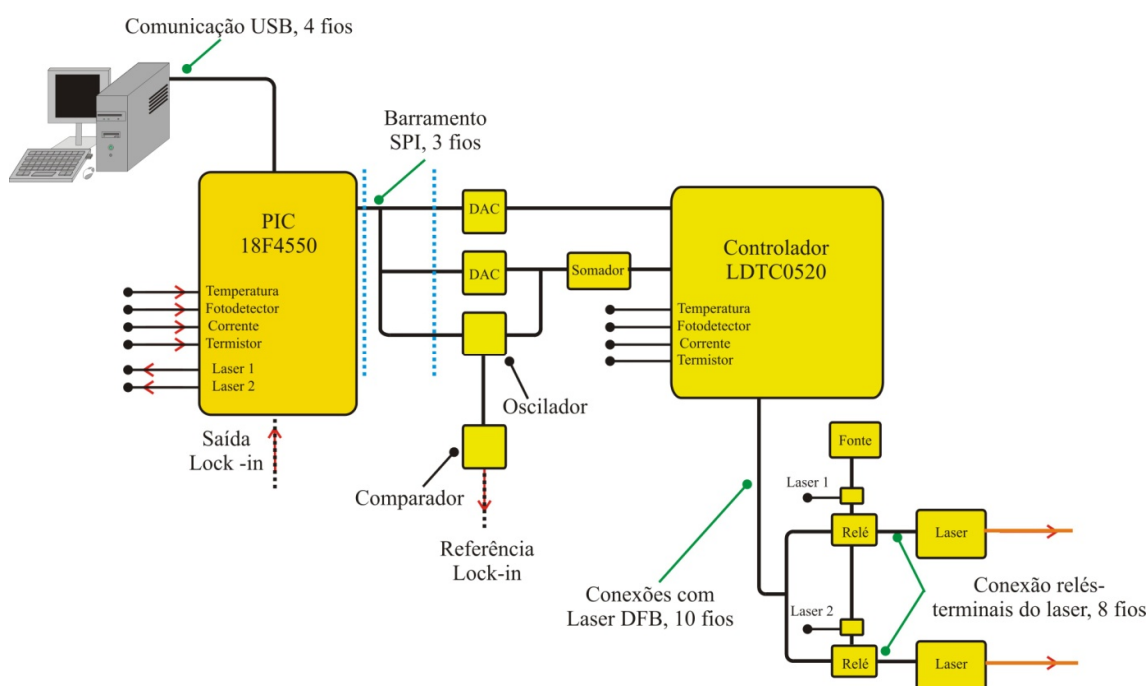 Comunicação USB, 4 fios
Barramento
SPI, 3 fios
PIC
18F4550
Temperatura
Fotodetector
Corrente
Termistor
Laser 1
Laser 2
Saída
Lock -in
DAC
DAC
Somador
Oscilador
Comparador
Referência
Lock-in
Controlador
LDTC0520
Temperatura
Fotodetector
Corrente
Termistor
Fonte
Laser 1
Relé
Laser
Conexões com
Laser DFB, 10 fios
Conexão relés-
terminais do laser, 8 fios
Laser 2
Relé
Laser